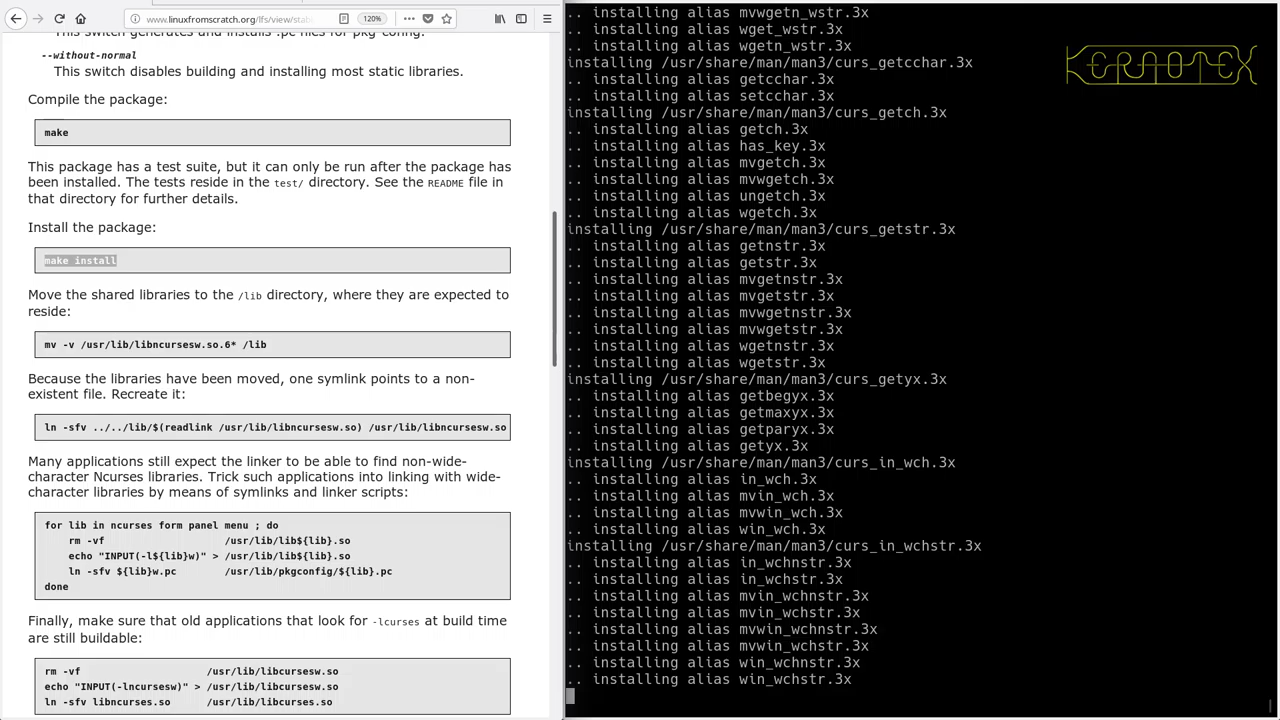 www.linuxfromscratch.org/lfs/view/stab
120%
This switch generates and installs .pc files for pkg-config.
--without-normal
This switch disables building and installing most static libraries.
Compile the package:
make
This package has a test suite, but it can only be run after the package has
been installed. The tests reside in the test/ directory. See the README file in
that directory for further details.
Install the package:
make install
Move the shared libraries to the /lib directory, where they are expected to
reside:
mv -v /usr/lib/libncursesw.so.6* /lib
Because the libraries have been moved, one symlink points to a non-
existent file. Recreate it:
ln -sfv ../../lib/$(readlink /usr/lib/libncursesw.so) /usr/lib/libncursesw.so
Many applications still expect the linker to be able to find non-wide-
character Ncurses libraries. Trick such applications into linking with wide-
character libraries by means of symlinks and linker scripts:
for lib in ncurses form panel menu ; do
rm -vf /usr/lib/lib${lib}.so
echo "INPUT(-l${lib}w)" > /usr/lib/lib${lib}.so
ln -sfv ${lib}w.pc /usr/lib/pkgconfig/${lib}.pc
done
Finally, make sure that old applications that look for -lcurses at build time
are still buildable:
rm -vf /usr/lib/libcursesw.so
echo "INPUT(-lncursesw)" > /usr/lib/libcursesw.so
ln -sfv libncurses.so /usr/lib/libcurses.so
.. installing alias mvwgetn_wstr.3x
.. installing alias wget_wstr.3x
.. installing alias wgetn_wstr.3x
installing /usr/share/man/man3/curs_getcchar.3x
.. installing alias getcchar.3x
.. installing alias setcchar.3x
installing /usr/share/man/man3/curs_getch.3x
.. installing alias getch.3x
.. installing alias has_key.3x
.. installing alias mvgetch.3x
.. installing alias mvwgetch.3x
.. installing alias ungetch.3x
.. installing alias wgetch.3x
installing /usr/share/man/man3/curs_getstr.3x
.. installing alias getnstr.3x
.. installing alias getstr.3x
.. installing alias mvgetnstr.3x
.. installing alias mvgetstr.3x
.. installing alias mvwgetnstr.3x
.. installing alias mvwgetstr.3x
.. installing alias wgetnstr.3x
.. installing alias wgetstr.3x
installing /usr/share/man/man3/curs_getyx.3x
.. installing alias getbegyx.3x
.. installing alias getmaxyx.3x
.. installing alias getparyx.3x
.. installing alias getyx.3x
installing /usr/share/man/man3/curs_in_wch.3x
.. installing alias in_wch.3x
.. installing alias mvin_wch.3x
.. installing alias mvwin_wch.3x
.. installing alias win_wch.3x
installing /usr/share/man/man3/curs_in_wchstr.3x
.. installing alias in_wchnstr.3x
.. installing alias in_wchstr.3x
.. installing alias mvin_wchnstr.3x
.. installing alias mvin_wchstr.3x
.. installing alias mvwin_wchnstr.3x
.. installing alias mvwin_wchstr.3x
.. installing alias win_wchnstr.3x
.. installing alias win_wchstr.3x
KERNOTEX